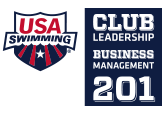 USA
SWIMMING
CLUB
LEADERSHIP
BUSINESS
MANAGEMENT
201